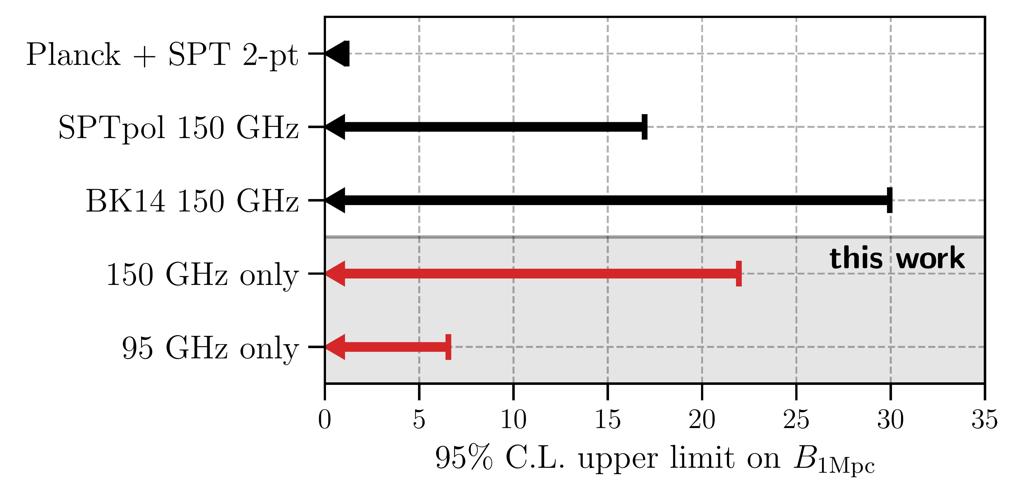 Planck + SPT 2-pt
SPTpol 150 GHz
BK14 150 GHz
this work
150 GHz only
95 GHz only
0 5 10 15 20 25 30 35
95% C.L. upper limit on B1Mpc